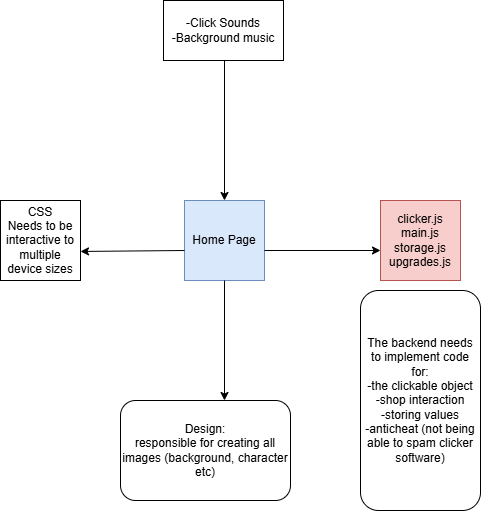 -Click Sounds
-Background music
CSS
Needs to be
interactive to
multiple
device sizes
Home Page
clicker.js
main.js
storage.js
upgrades.js
The backend needs
to implement code
for:
-the clickable object
-shop interaction
-storing values
-anticheat (not being
able to spam clicker
software)
Design:
responsible for creating all
images (background, character
etc)